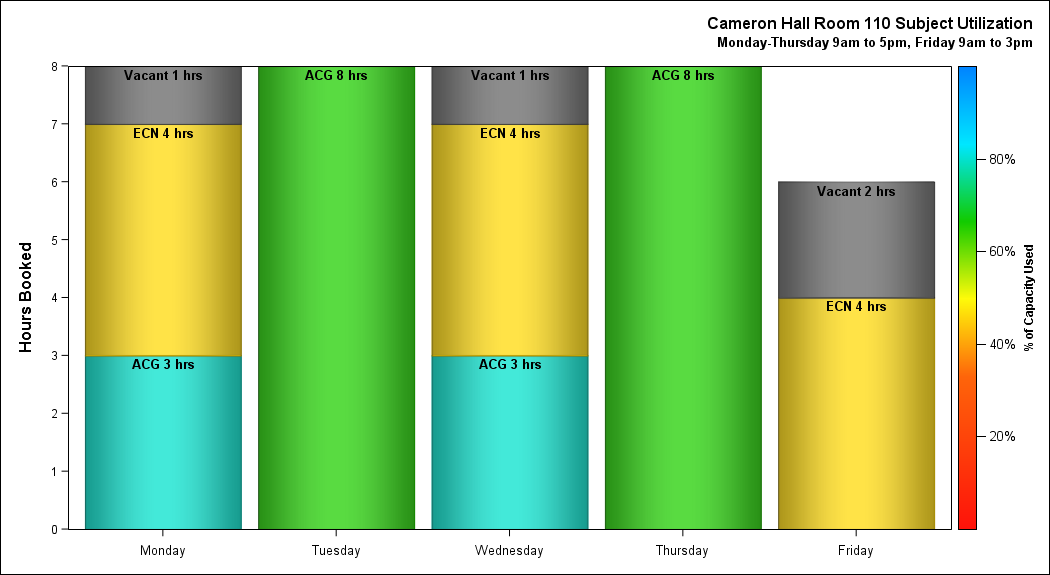 Cameron Hall Room 110 Subject Utilization
Monday-Thursday 9am to 5pm, Friday 9am to 3pm
Hours Booked
8
7
6
5
4
3
2
1
0
Vacant 1 hrs
ECN 4 hrs
ACG 3 hrs
ACG 8 hrs
Vacant 1 hrs
ECN 4 hrs
ACG 3 hrs
ACG 8 hrs
Vacant 2 hrs
ECN 4 hrs
Monday
Tuesday
Wednesday
Thursday
Friday
80%
60%
40%
20%
% of Capacity Used